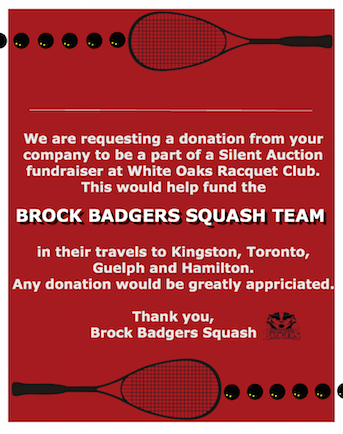 We are requesting a donation from your
company to be a part of a Silent Auction
fundraiser at White Oaks Racquet Club.
This would help fund the
BROCK BADGERS SQUASH TEAM
in their travels to Kingston, Toronto,
Guelph and Hamilton.
Any donation would be greatly appriciated.
Thank you,
Brock Badgers Squash